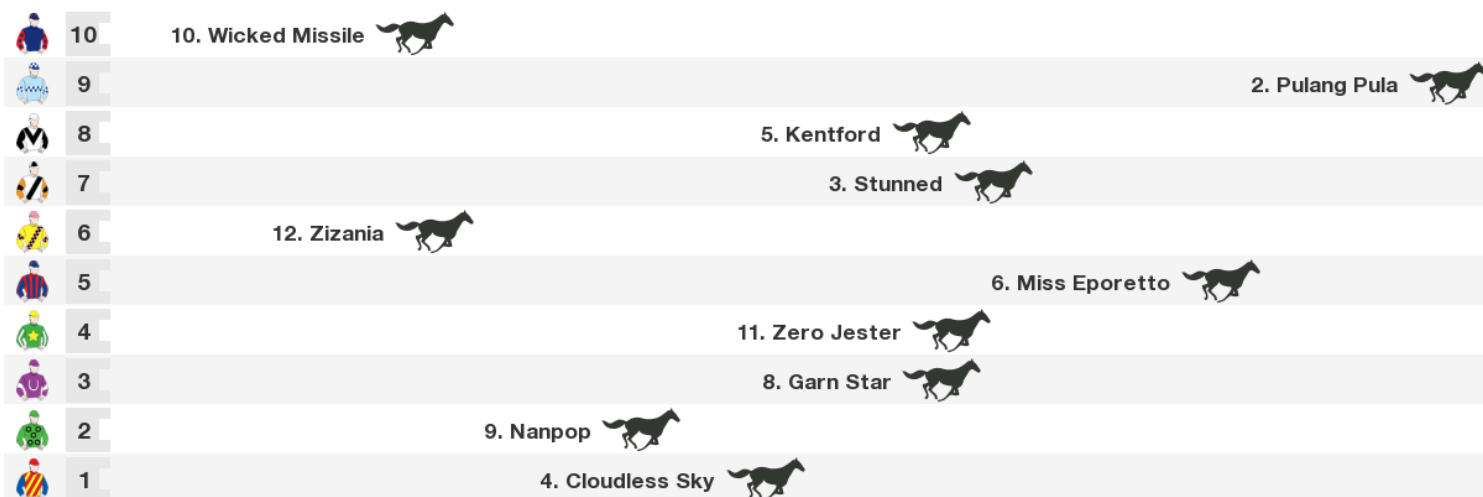 10 10. Wicked Missile
9 2. Pulang Pula
8 5. Kentford
7 3. Stunned
6 12. Zizania
5 6. Miss Eporetto
4 11. Zero Jester
3 8. Garn Star
2 9. Nanpop
1 4. Cloudless Sky